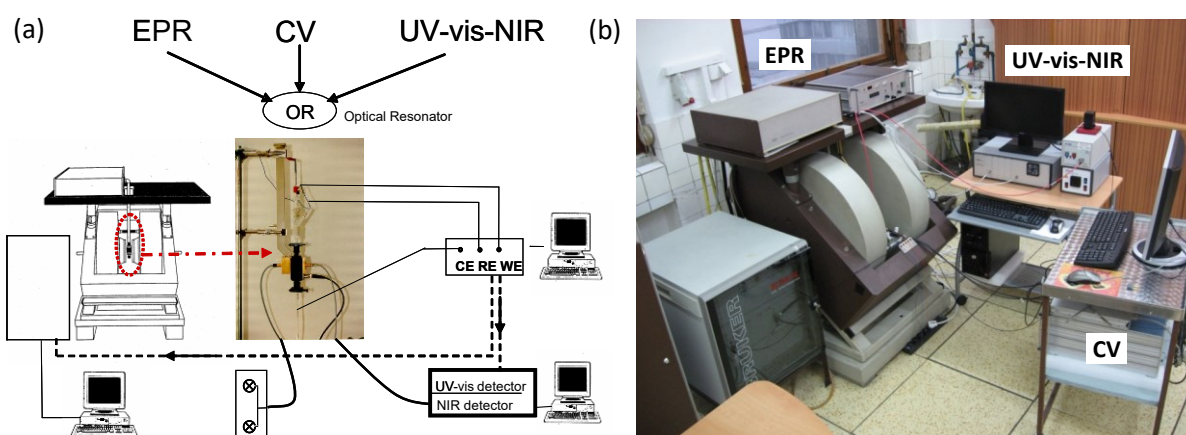 (a)
EPR CV UV-vis-NIR
OR
Optical Resonator
CE RE WE
UV-vis detector
NIR detector
(b)
EPR
UV-vis-NIR
BRUKER
CV